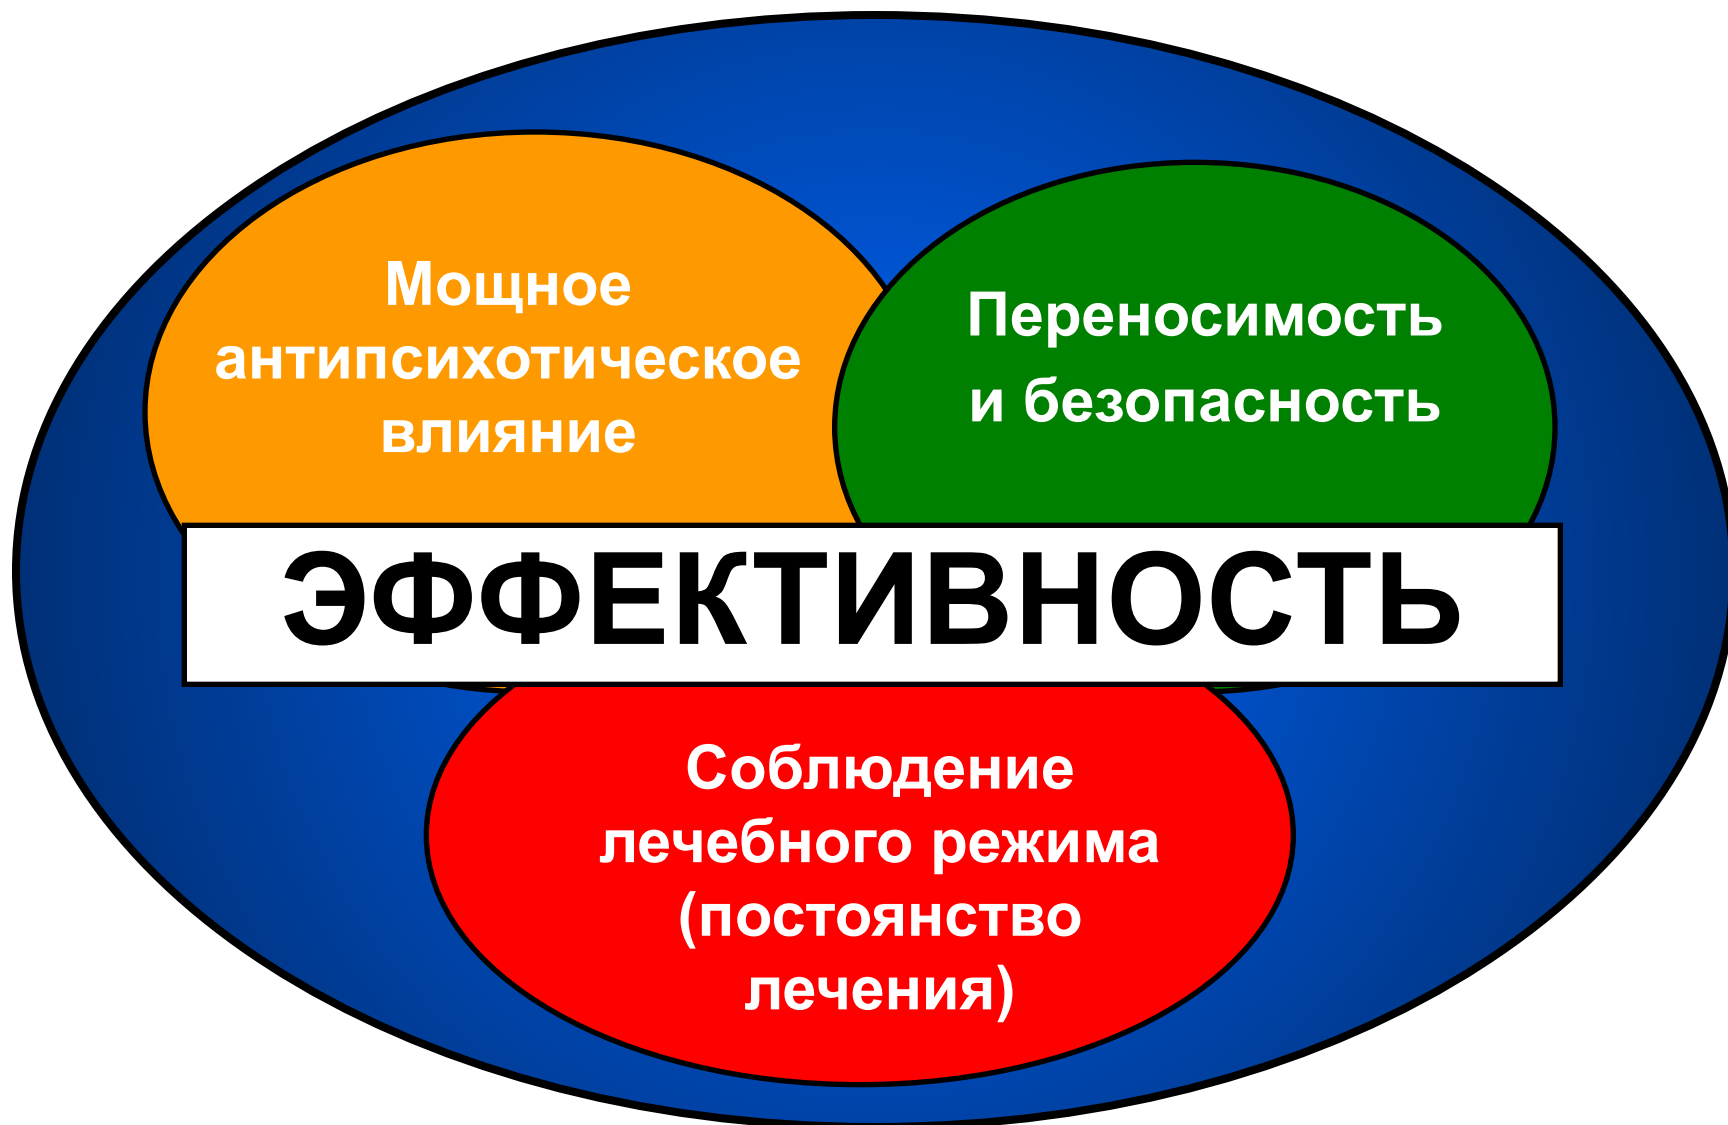 Мощное
антипсихотическое
влияние
Переносимость
и безопасность
ЭФФЕКТИВНОСТЬ
Соблюдение
лечебного режима
(постоянство
лечения)